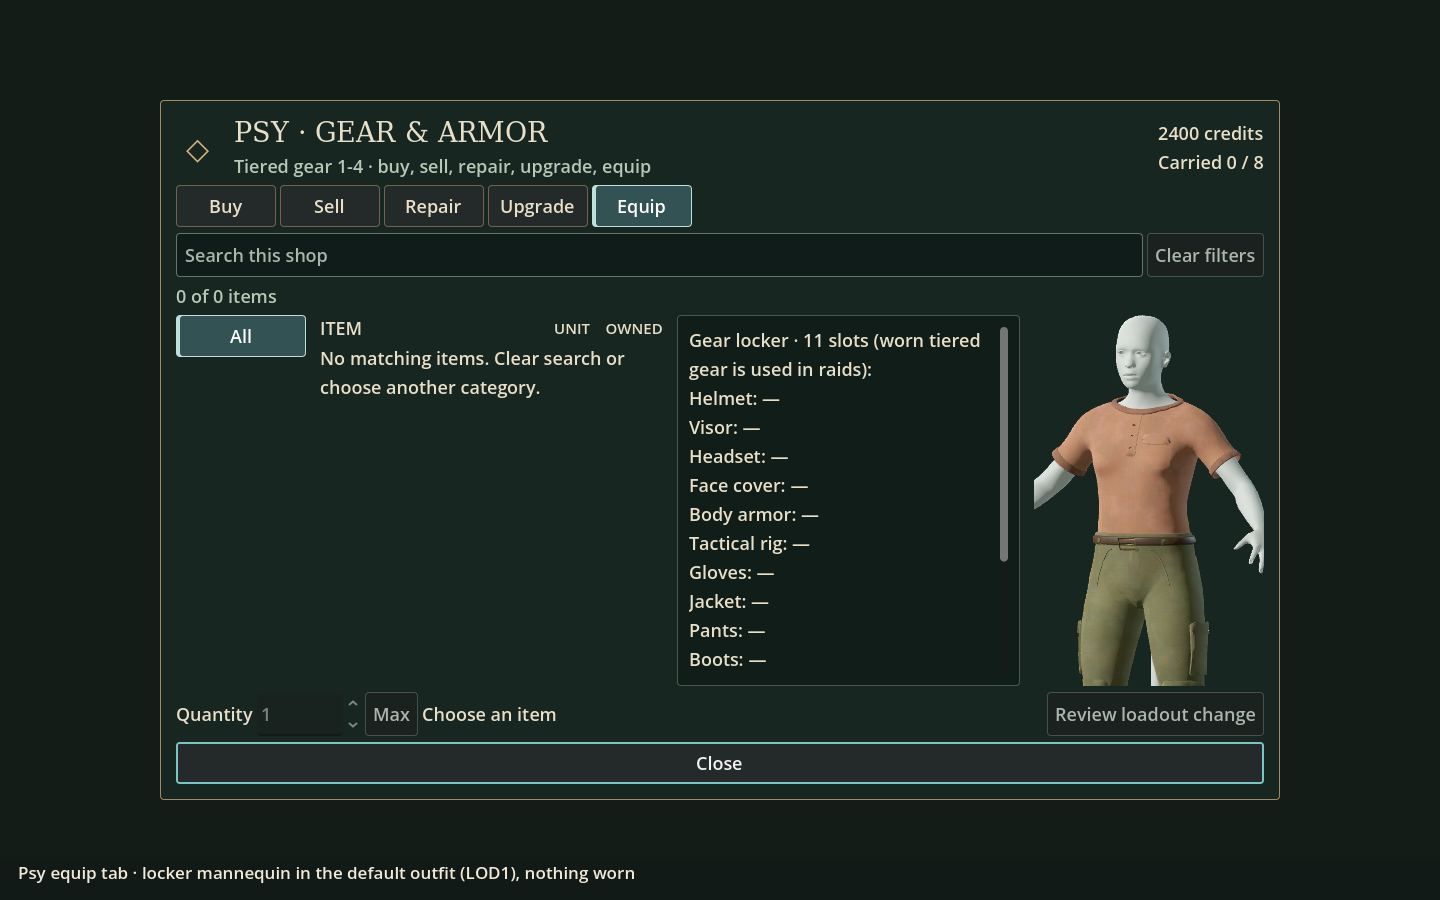 PSY · GEAR & ARMOR
Tiered gear 1-4 · buy, sell, repair, upgrade, equip
2400 credits
Carried 0 / 8
Buy
Sell
Repair
Upgrade
Equip
Search this shop
Clear filters
0 of 0 items
All
ITEM
UNIT
OWNED
No matching items. Clear search or
choose another category.
Gear locker · 11 slots (worn tiered
gear is used in raids):
Helmet: —
Visor: —
Headset: —
Face cover: —
Body armor: —
Tactical rig: —
Gloves: —
Jacket: —
Pants: —
Boots: —
Quantity
1
Max
Choose an item
Review loadout change
Close
Psy equip tab · locker mannequin in the default outfit (LOD1), nothing worn